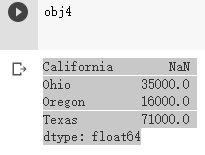 obj4
California NaN
Ohio 35000.0
Oregon 16000.0
Texas 71000.0
dtype: float64